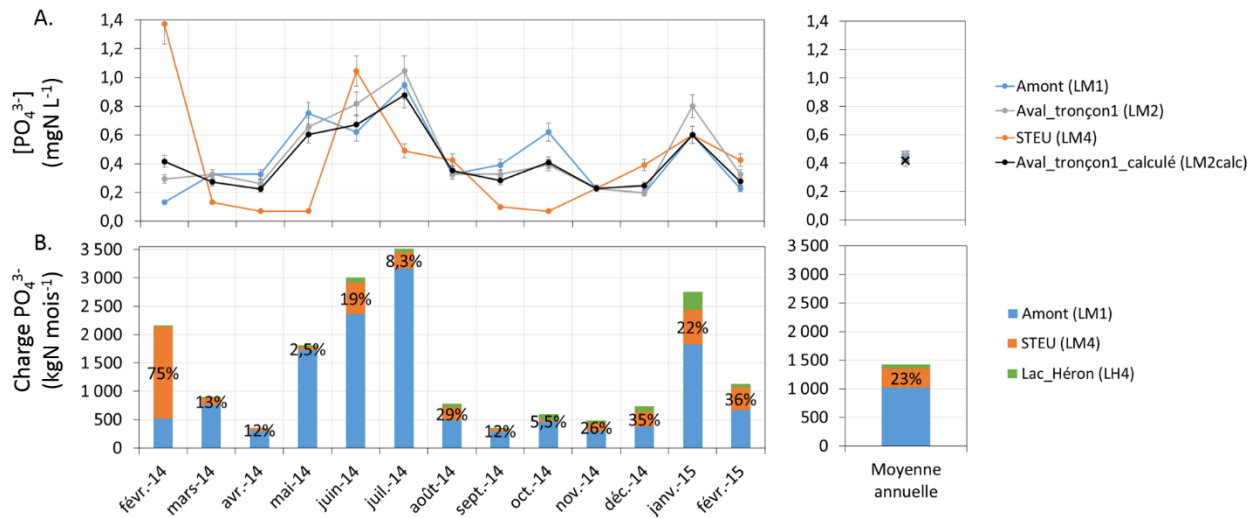 A.
[PO₄³⁻]
(mgN L⁻¹)
1,4
1,2
1,0
0,8
0,6
0,4
0,2
0,0
1,4
1,2
1,0
0,8
0,6
0,4
0,2
0,0
Amont (LM1)
Aval_tronçon1 (LM2)
STEU (LM4)
Aval_tronçon1_calculé (LM2calc)
B.
Charge PO₄³⁻
(kgN mois⁻¹)
3 500
3 000
2 500
2 000
1 500
1 000
500
0
75%
13%
12%
2,5%
19%
8,3%
29%
12%
5,5%
26%
35%
22%
36%
févr.-14
mars-14
avr.-14
mai-14
juin-14
juil.-14
août-14
sept.-14
oct.-14
nov.-14
déc.-14
janv.-15
févr.-15
3 500
3 000
2 500
2 000
1 500
1 000
500
0
23%
Moyenne
annuelle
Amont (LM1)
STEU (LM4)
Lac_Héron (LH4)